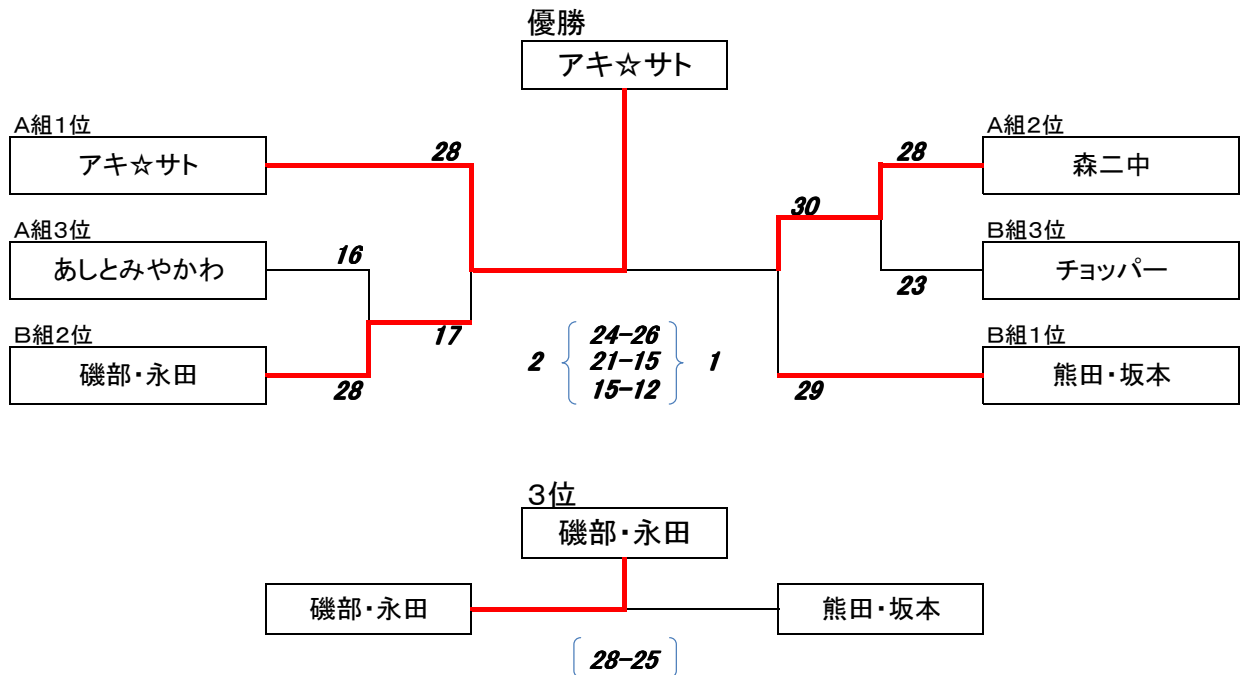 優勝
アキ☆サト
A組1位
アキ☆サト
28
A組3位
あしとみやかわ
16
B組2位
磯部・永田
28
17
A組2位
森二中
28
30
B組3位
チョッパー
23
B組1位
熊田・坂本
29
24-26
2 21-15 1
15-12
3位
磯部・永田
磯部・永田
熊田・坂本
28-25